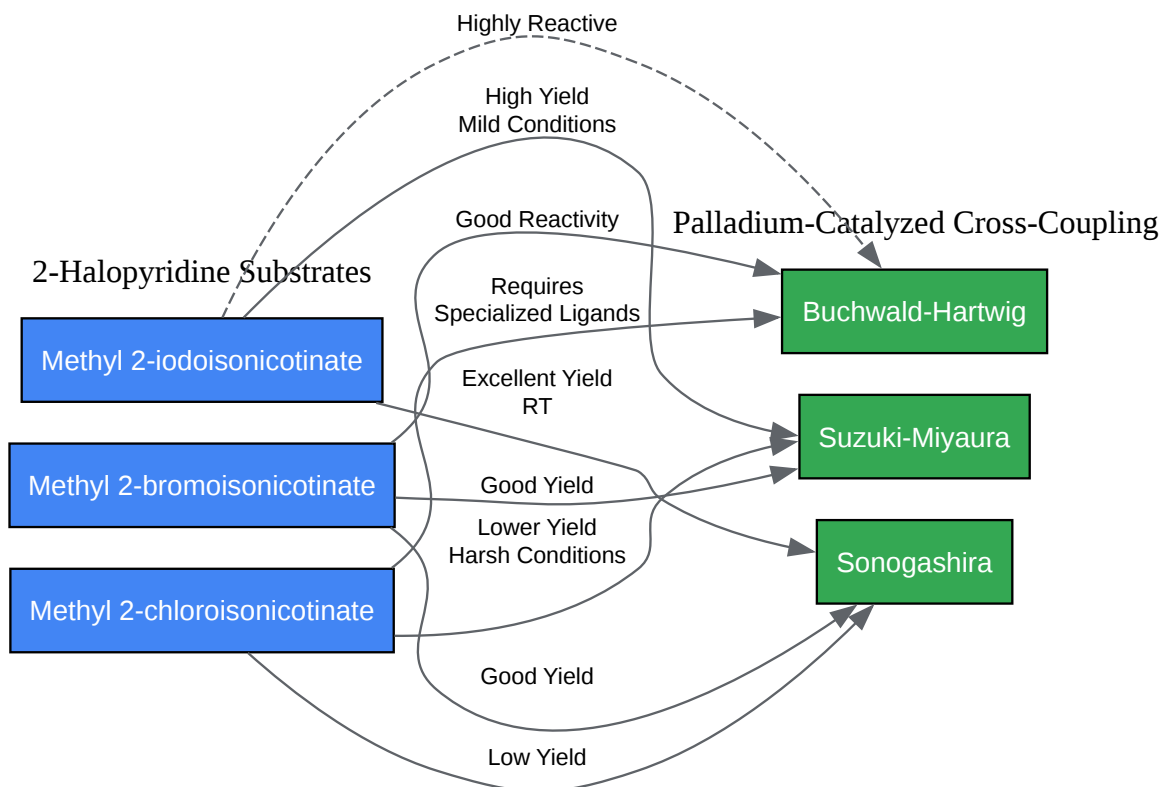 Highly Reactive
High Yield
Mild Conditions
Good Reactivity
Palladium-Catalyzed Cross-Coupling
2-Halopyridine Substrates
Requires
Specialized Ligands
Buchwald-Hartwig
Methyl 2-iodoisonicotinate
Excellent Yield
RT
Suzuki-Miyaura
Methyl 2-bromoisonicotinate
Good Yield
Lower Yield
Harsh Conditions
Sonogashira
Methyl 2-chloroisonicotinate
Good Yield
Low Yield